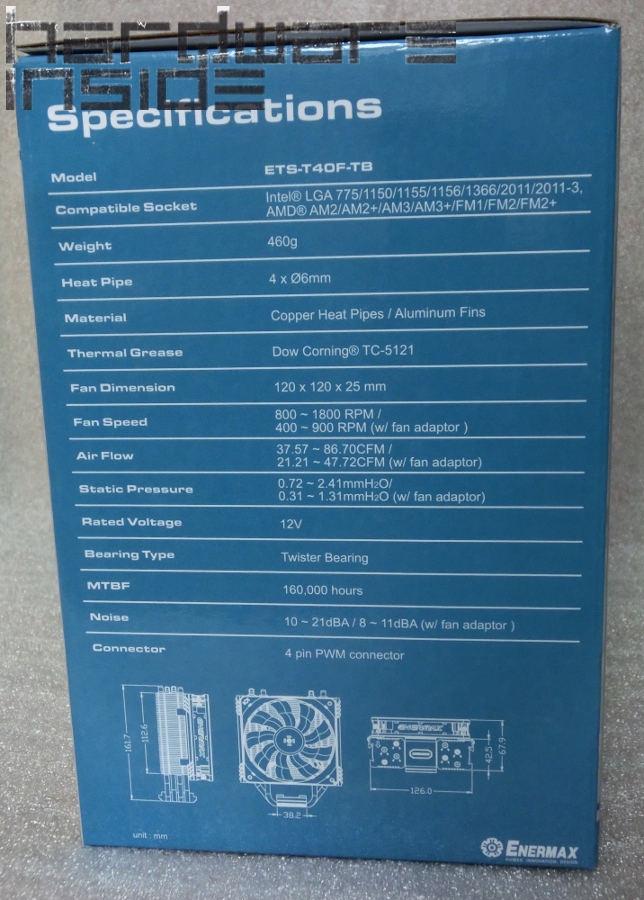 hardware
inside
Specifications
Model ETS-T40F-TB
Compatible Socket Intel® LGA 775/1150/1155/1156/1366/2011/2011-3,
AMD® AM2/AM2+/AM3/AM3+/FM1/FM2/FM2+
Weight 460g
Heat Pipe 4 x Ø6mm
Material Copper Heat Pipes / Aluminum Fins
Thermal Grease Dow Corning® TC-5121
Fan Dimension 120 x 120 x 25 mm
Fan Speed 800 ~ 1800 RPM /
400 ~ 900 RPM (w/ fan adaptor )
Air Flow 37.57 ~ 86.70CFM /
21.21 ~ 47.72CFM (w/ fan adaptor)
Static Pressure 0.72 ~ 2.41mmH₂O/
0.31 ~ 1.31mmH₂O (w/ fan adaptor)
Rated Voltage 12V
Bearing Type Twister Bearing
MTBF 160,000 hours
Noise 10 ~ 21dBA / 8 ~ 11dBA (w/ fan adaptor )
Connector 4 pin PWM connector
161.7
112.6
38.2
ENERMAX
126.0
42.5
67.9
unit : mm
ENERMAX
POWER INNOVATION DESIGN